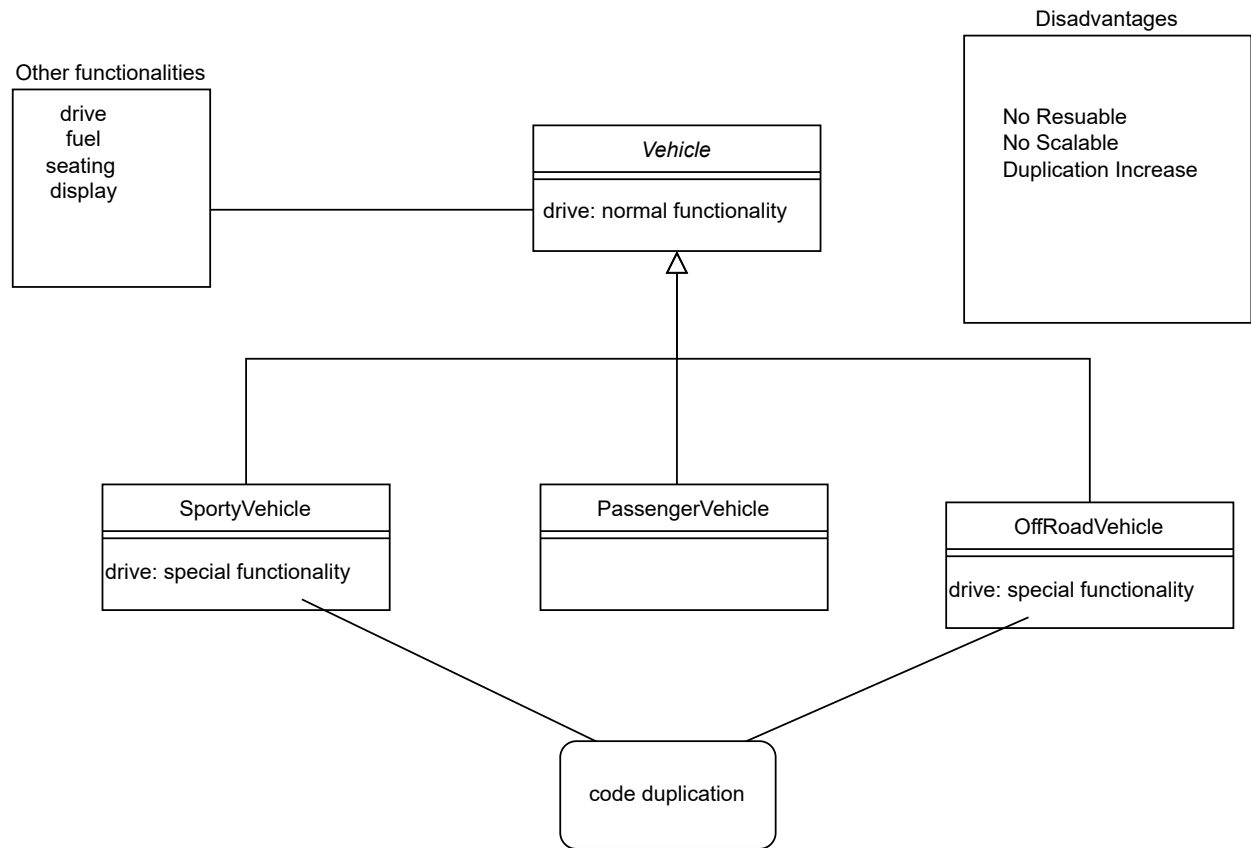 Disadvantages
No Resuable
No Scalable
Duplication Increase
Other functionalities
drive
fuel
seating
display
Vehicle
drive: normal functionality
SportyVehicle
drive: special functionality
PassengerVehicle
OffRoadVehicle
drive: special functionality
code duplication